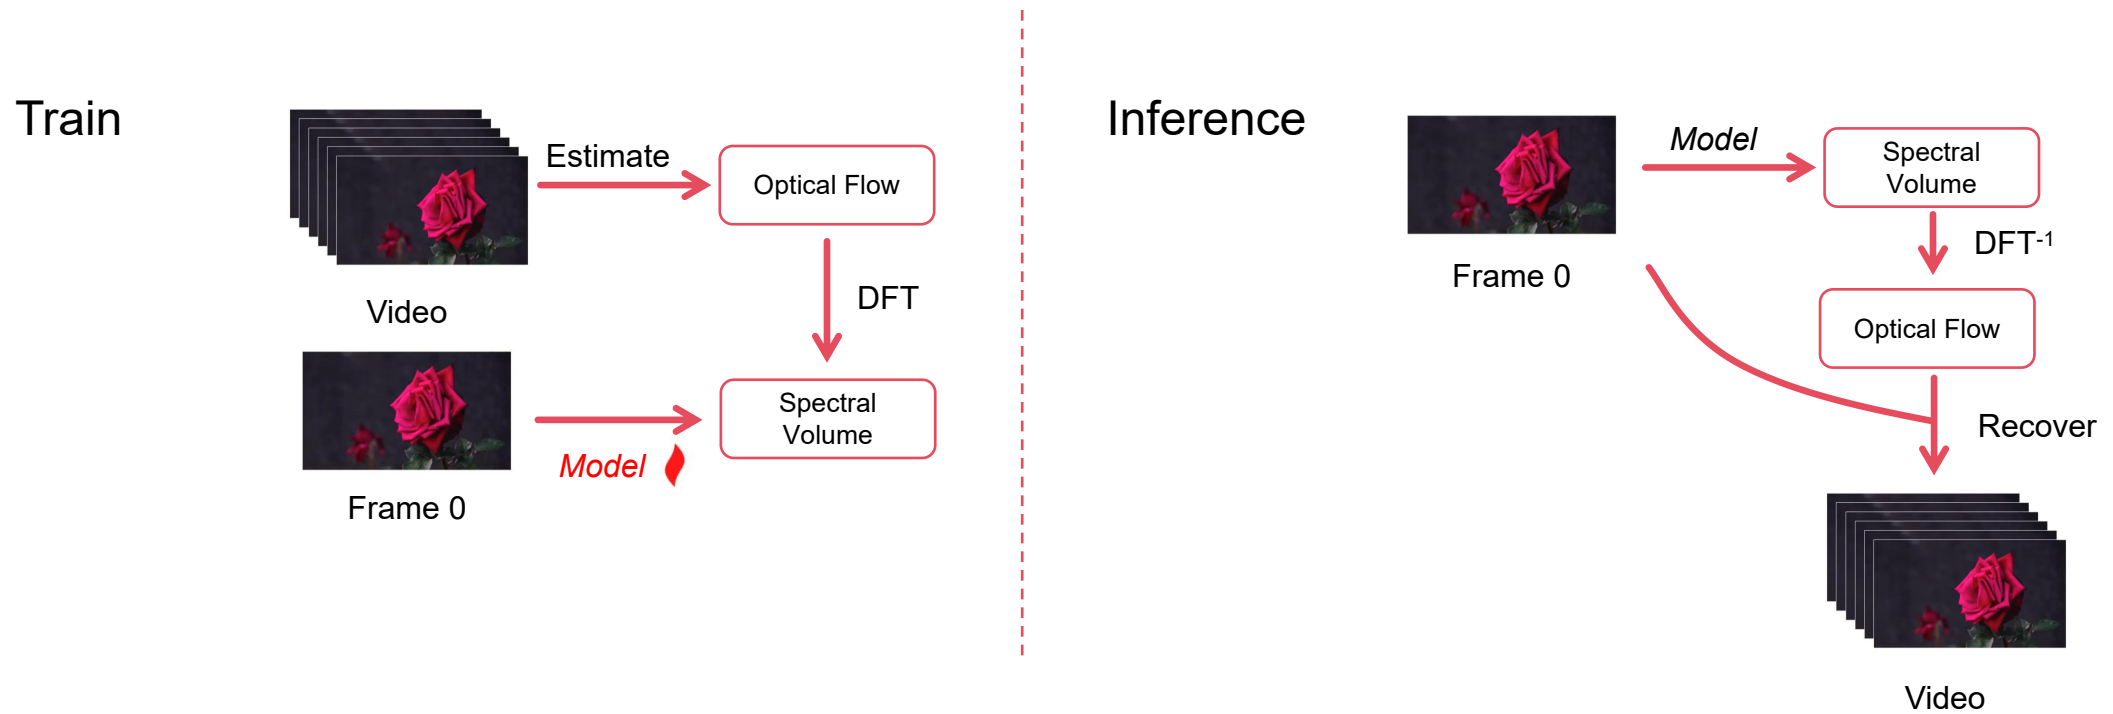 Train
Estimate
Optical Flow
Video
DFT
Spectral
Volume
Model
Frame 0
Inference
Model
Spectral
Volume
Frame 0
DFT⁻¹
Optical Flow
Recover
Video